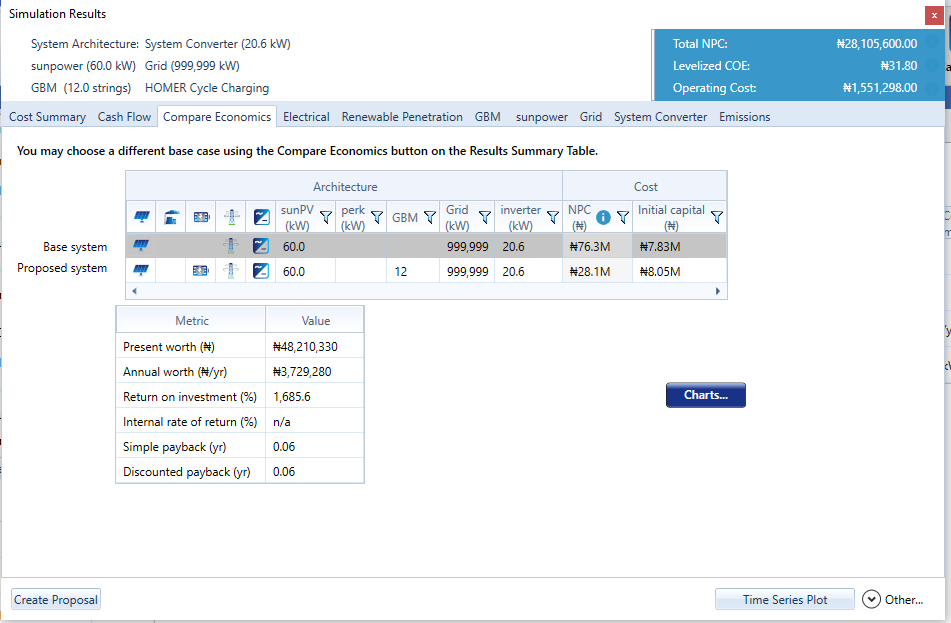 Simulation Results
x
System Architecture: System Converter (20.6 kW)
sunpower (60.0 kW) Grid (999,999 kW)
GBM (12.0 strings) HOMER Cycle Charging
Total NPC: ₦28,105,600.00
Levelized COE: ₦31.80
Operating Cost: ₦1,551,298.00
Cost Summary Cash Flow Compare Economics Electrical Renewable Penetration GBM sunpower Grid System Converter Emissions
You may choose a different base case using the Compare Economics button on the Results Summary Table.
Architecture Cost
sunPV (kW) perk (kW) GBM Grid (kW) inverter (kW) NPC (₦) Initial capital (₦)
Base system 60.0 999,999 20.6 ₦76.3M ₦7.83M
Proposed system 60.0 12 999,999 20.6 ₦28.1M ₦8.05M
Metric Value
Present worth (₦) ₦48,210,330
Annual worth (₦/yr) ₦3,729,280
Return on investment (%) 1,685.6
Internal rate of return (%) n/a
Simple payback (yr) 0.06
Discounted payback (yr) 0.06
Charts...
Create Proposal
Time Series Plot
Other...